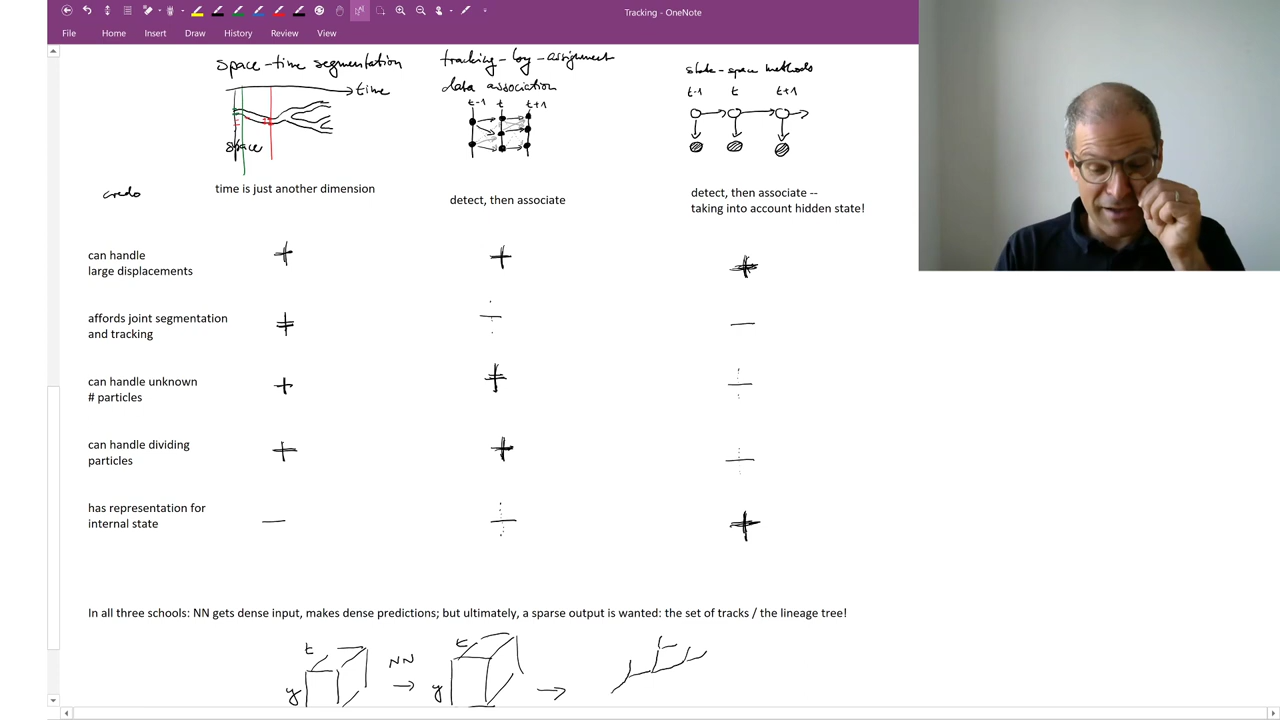 Tracking - OneNote
File Home Insert Draw History Review View
space-time segmentation
time
space
tracking-by-assignment
data association
t-1 t t+1
state-space methods
t-1 t t+1
credo
time is just another dimension
detect, then associate
detect, then associate --
taking into account hidden state!
can handle
large displacements
+ + +
affords joint segmentation
and tracking
can handle unknown
# particles
can handle dividing
particles
has representation for
internal state
In all three schools: NN gets dense input, makes dense predictions; but ultimately, a sparse output is wanted: the set of tracks / the lineage tree!
t
y
NN
t
y